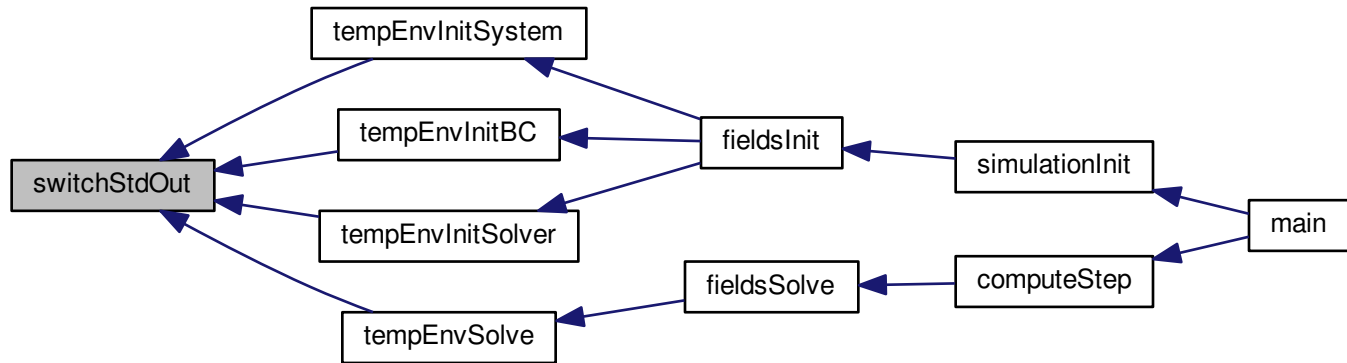 tempEnvInitSystem
tempEnvInitBC
fieldsInit
switchStdOut
simulationInit
tempEnvInitSolver
main
fieldsSolve
computeStep
tempEnvSolve